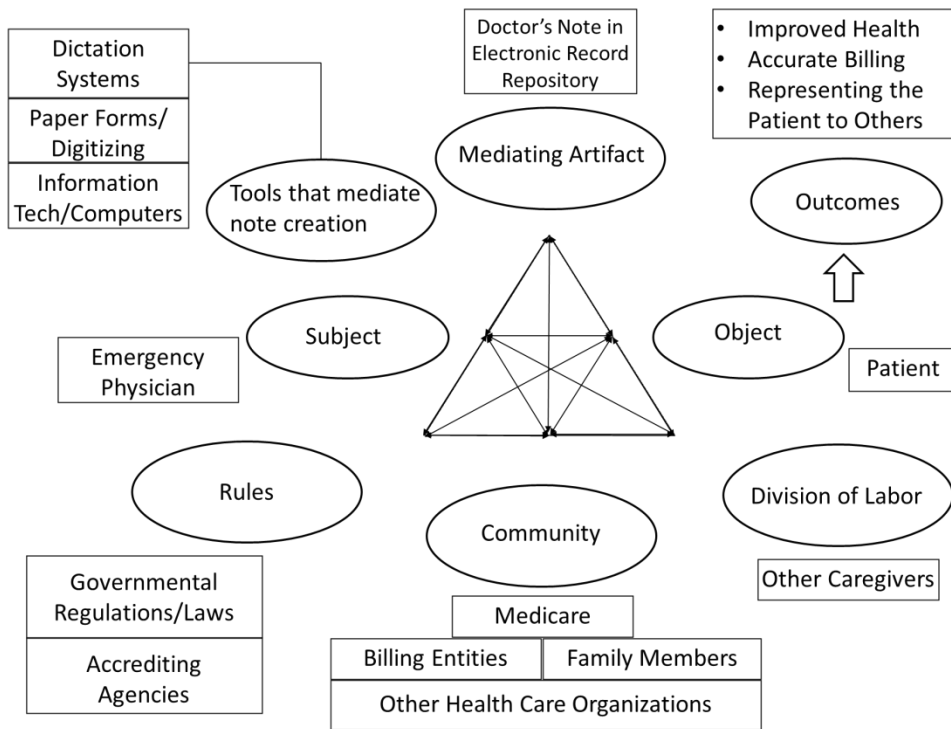 Dictation
Systems
Paper Forms/
Digitizing
Information
Tech/Computers
Tools that mediate
note creation
Doctor's Note in
Electronic Record
Repository
Mediating Artifact
• Improved Health
• Accurate Billing
• Representing the
Patient to Others
Outcomes
Subject
Emergency
Physician
Object
Patient
Rules
Governmental
Regulations/Laws
Accrediting
Agencies
Community
Medicare
Billing Entities
Family Members
Other Health Care Organizations
Division of Labor
Other Caregivers